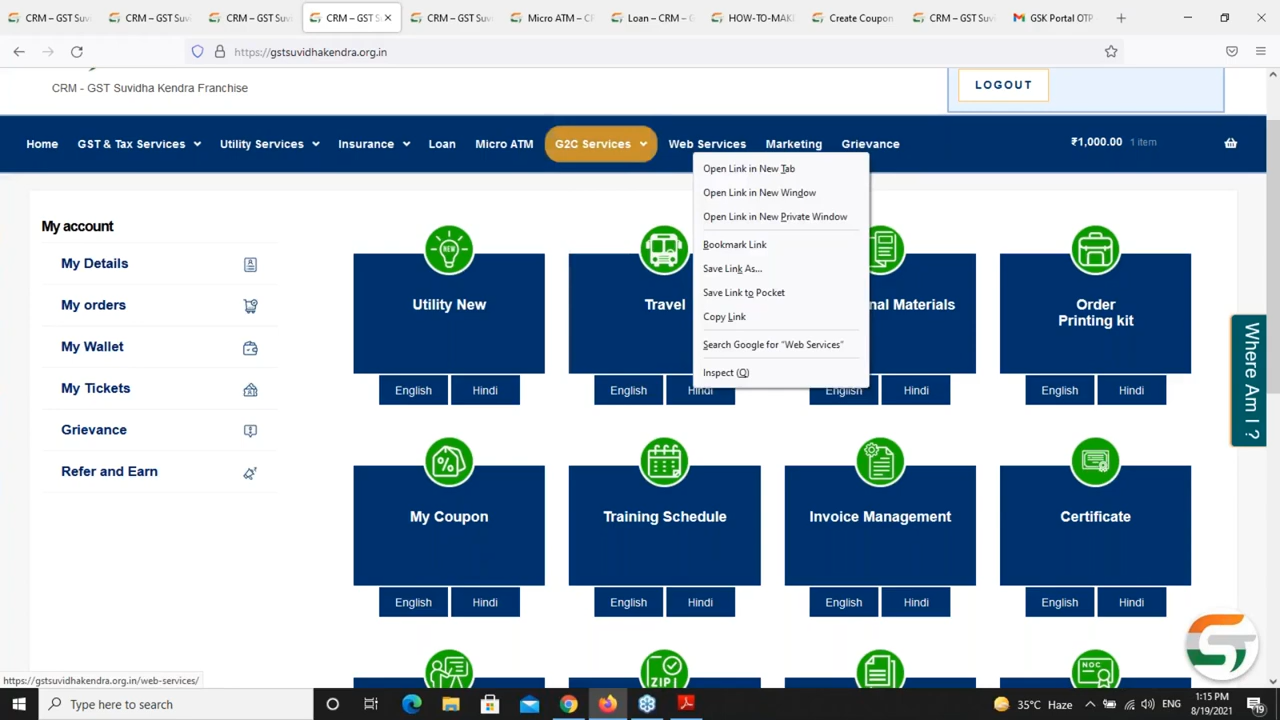 CRM – GST Su
CRM – GST Suv
CRM – GST Suv
CRM – GST S
CRM – GST Suv
Micro ATM – C
Loan – CRM – G
HOW-TO-MAK
Create Coupon
CRM – GST Suv
GSK Portal OTP
https://gstsuvidhakendra.org.in
CRM - GST Suvidha Kendra Franchise
LOGOUT
Home GST & Tax Services Utility Services Insurance Loan Micro ATM G2C Services Web Services Marketing Grievance ₹1,000.00 1 item
Open Link in New Tab
Open Link in New Window
Open Link in New Private Window
Bookmark Link
Save Link As...
Save Link to Pocket
Copy Link
Search Google for "Web Services"
Inspect (Q)
My account
My Details
My orders
My Wallet
My Tickets
Grievance
Refer and Earn
Utility New
Travel
nal Materials
Order
Printing kit
English Hindi English Hindi English Hindi English Hindi
My Coupon
Training Schedule
Invoice Management
Certificate
English Hindi English Hindi English Hindi English Hindi
Where Am I ?
ZIP
NOC
https://gstsuvidhakendra.org.in/web-services/
Type here to search
35°C Haze
ENG
1:15 PM
8/19/2021
19